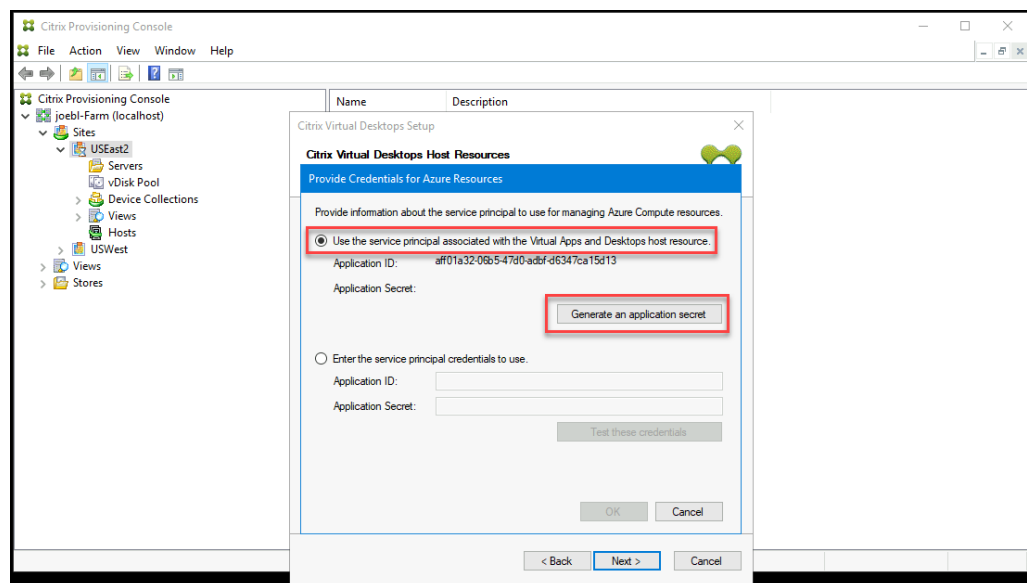 Citrix Provisioning Console
File Action View Window Help
Citrix Provisioning Console
joebl-Farm (localhost)
Sites
USEast2
Servers
vDisk Pool
Device Collections
Views
Hosts
USWest
Views
Stores
Name Description
Citrix Virtual Desktops Setup
Citrix Virtual Desktops Host Resources
Provide Credentials for Azure Resources
Provide information about the service principal to use for managing Azure Compute resources.
Use the service principal associated with the Virtual Apps and Desktops host resource.
Application ID: aff01a32-06b5-47d0-adbf-d6347ca15d13
Application Secret:
Generate an application secret
Enter the service principal credentials to use.
Application ID:
Application Secret:
Test these credentials
OK Cancel
< Back Next > Cancel